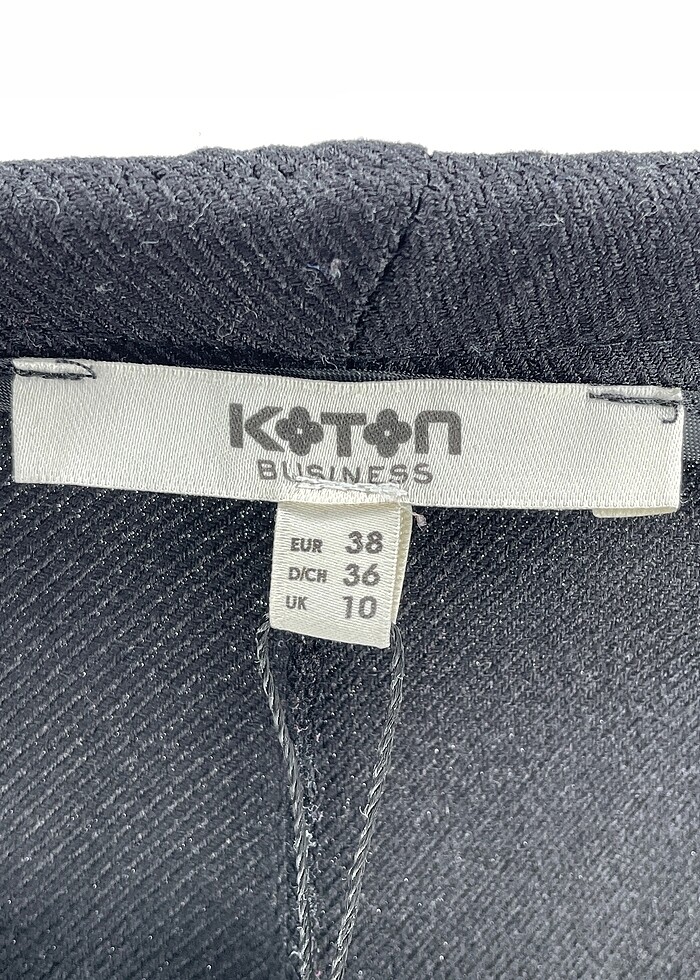 KOTON
BUSINESS
EUR 38
D/CH 36
UK 10